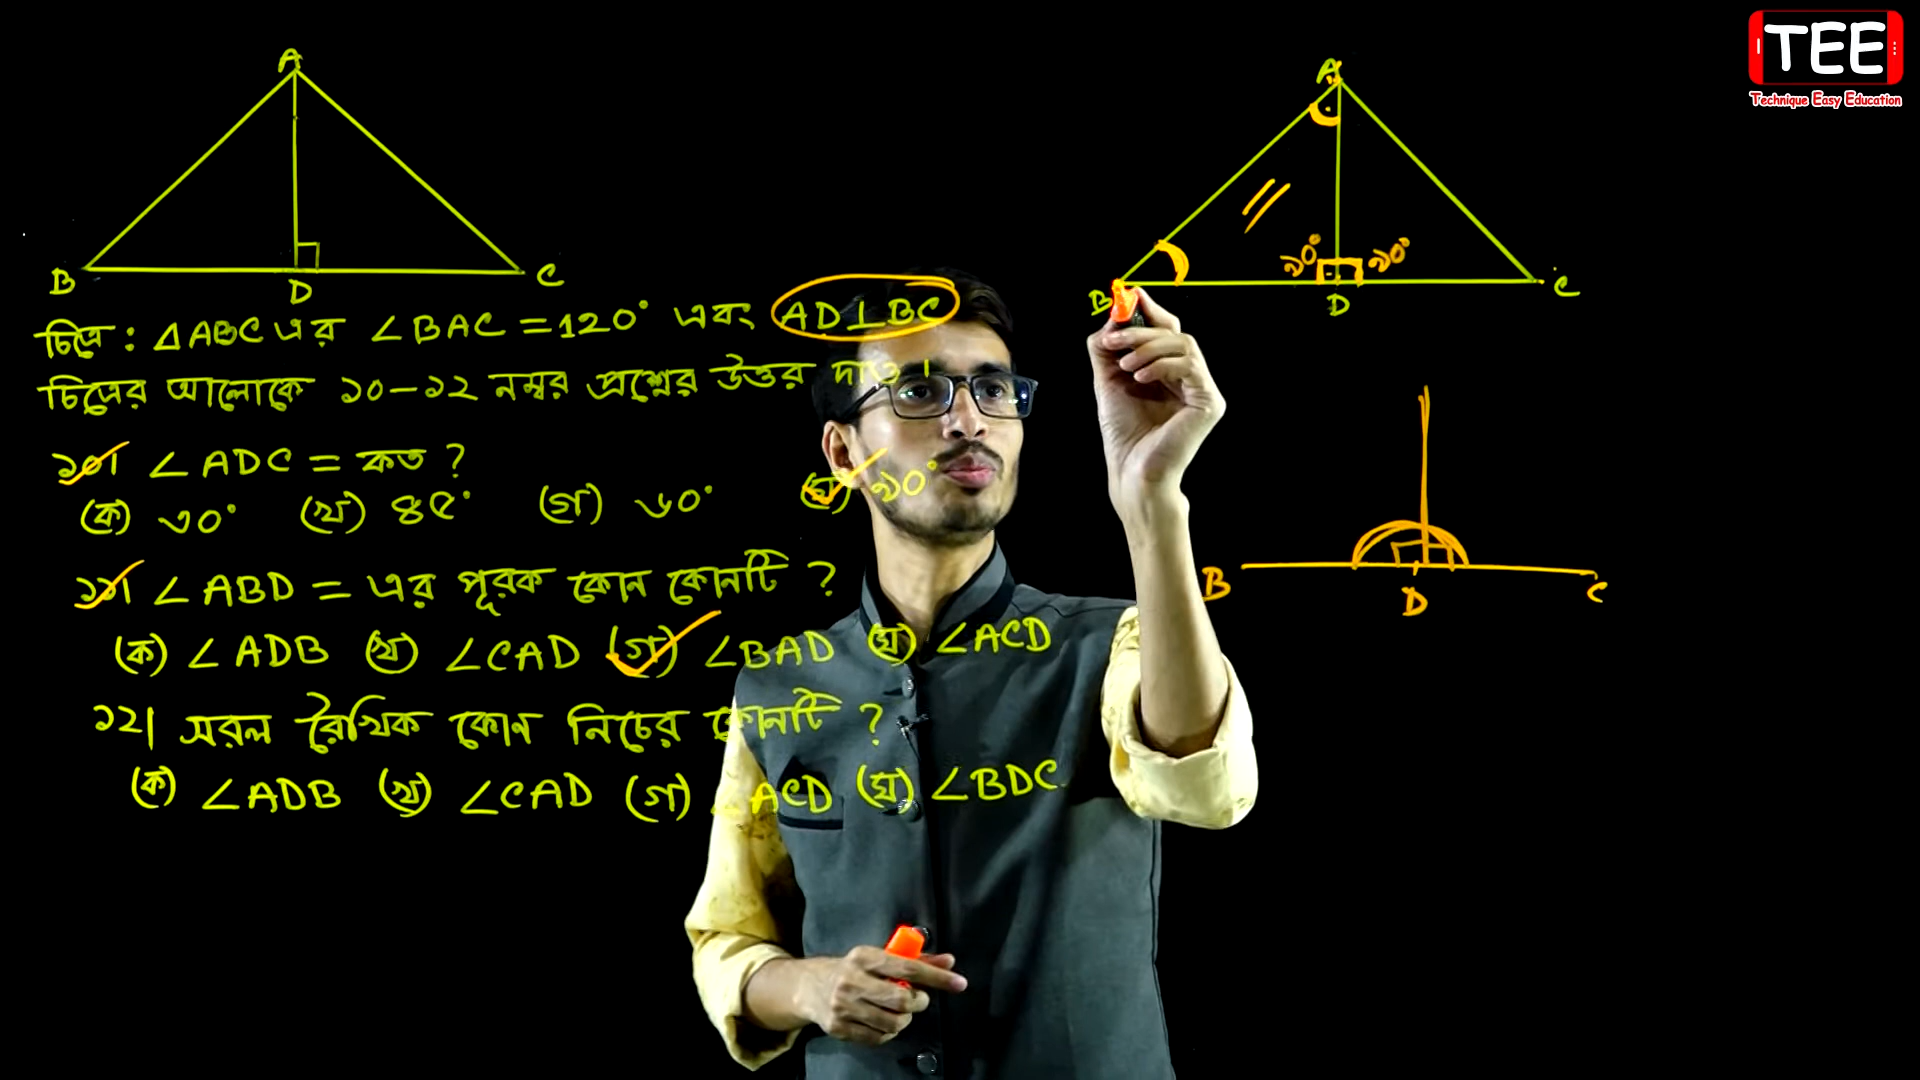 TEE
Technique Easy Education
A
B
D
C
A
B
৯০° ৯০°
D
C
চিত্রে : ΔABC এর ∠BAC = 120° এবং AD⊥BC
চিত্রের আলোকে ১০–১২ নম্বর প্রশ্নের উত্তর দাও।
১০। ∠ADC = কত ?
(ক) ৩০° (খ) ৪৫° (গ) ৬০° (ঘ) ৯০°
১১। ∠ABD = এর পূরক কোন কোনটি ?
(ক) ∠ADB (খ) ∠CAD (গ) ∠BAD (ঘ) ∠ACD
১২। সরল রৈখিক কোন নিচের কোনটি ?
(ক) ∠ADB (খ) ∠CAD (গ) ∠ACD (ঘ) ∠BDC
B
D
C